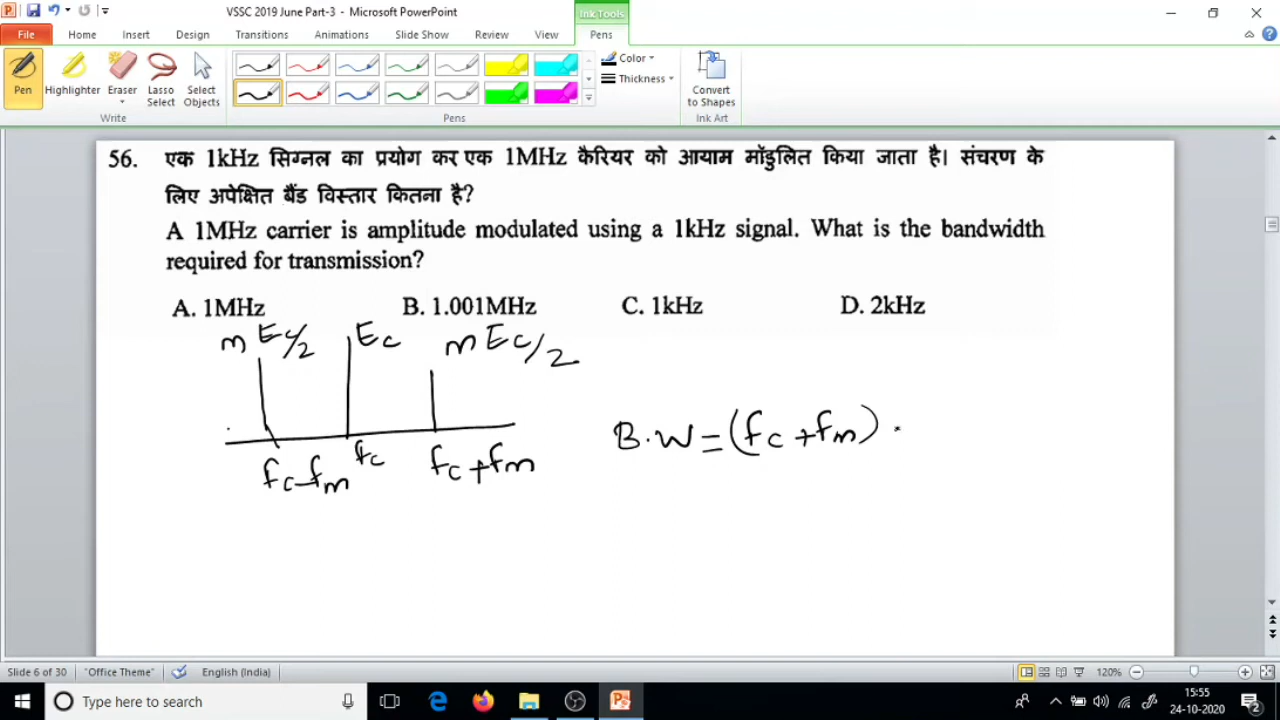 VSSC 2019 June Part-3 - Microsoft PowerPoint
Ink Tools
File Home Insert Design Transitions Animations Slide Show Review View Pens
Pen Highlighter Eraser Lasso Select Select Objects
Color
Thickness
Convert to Shapes
Write Pens Ink Art
56. एक 1kHz सिग्नल का प्रयोग कर एक 1MHz कैरियर को आयाम मॉडुलित किया जाता है। संचरण के
लिए अपेक्षित बैंड विस्तार कितना है?
A 1MHz carrier is amplitude modulated using a 1kHz signal. What is the bandwidth
required for transmission?
A. 1MHz B. 1.001MHz C. 1kHz D. 2kHz
m Ec/2 Ec m Ec/2
B.W = (fc + fm)
fc-fm fc fc+fm
Slide 6 of 30 "Office Theme" English (India) 120%
Type here to search
15:55
24-10-2020
2